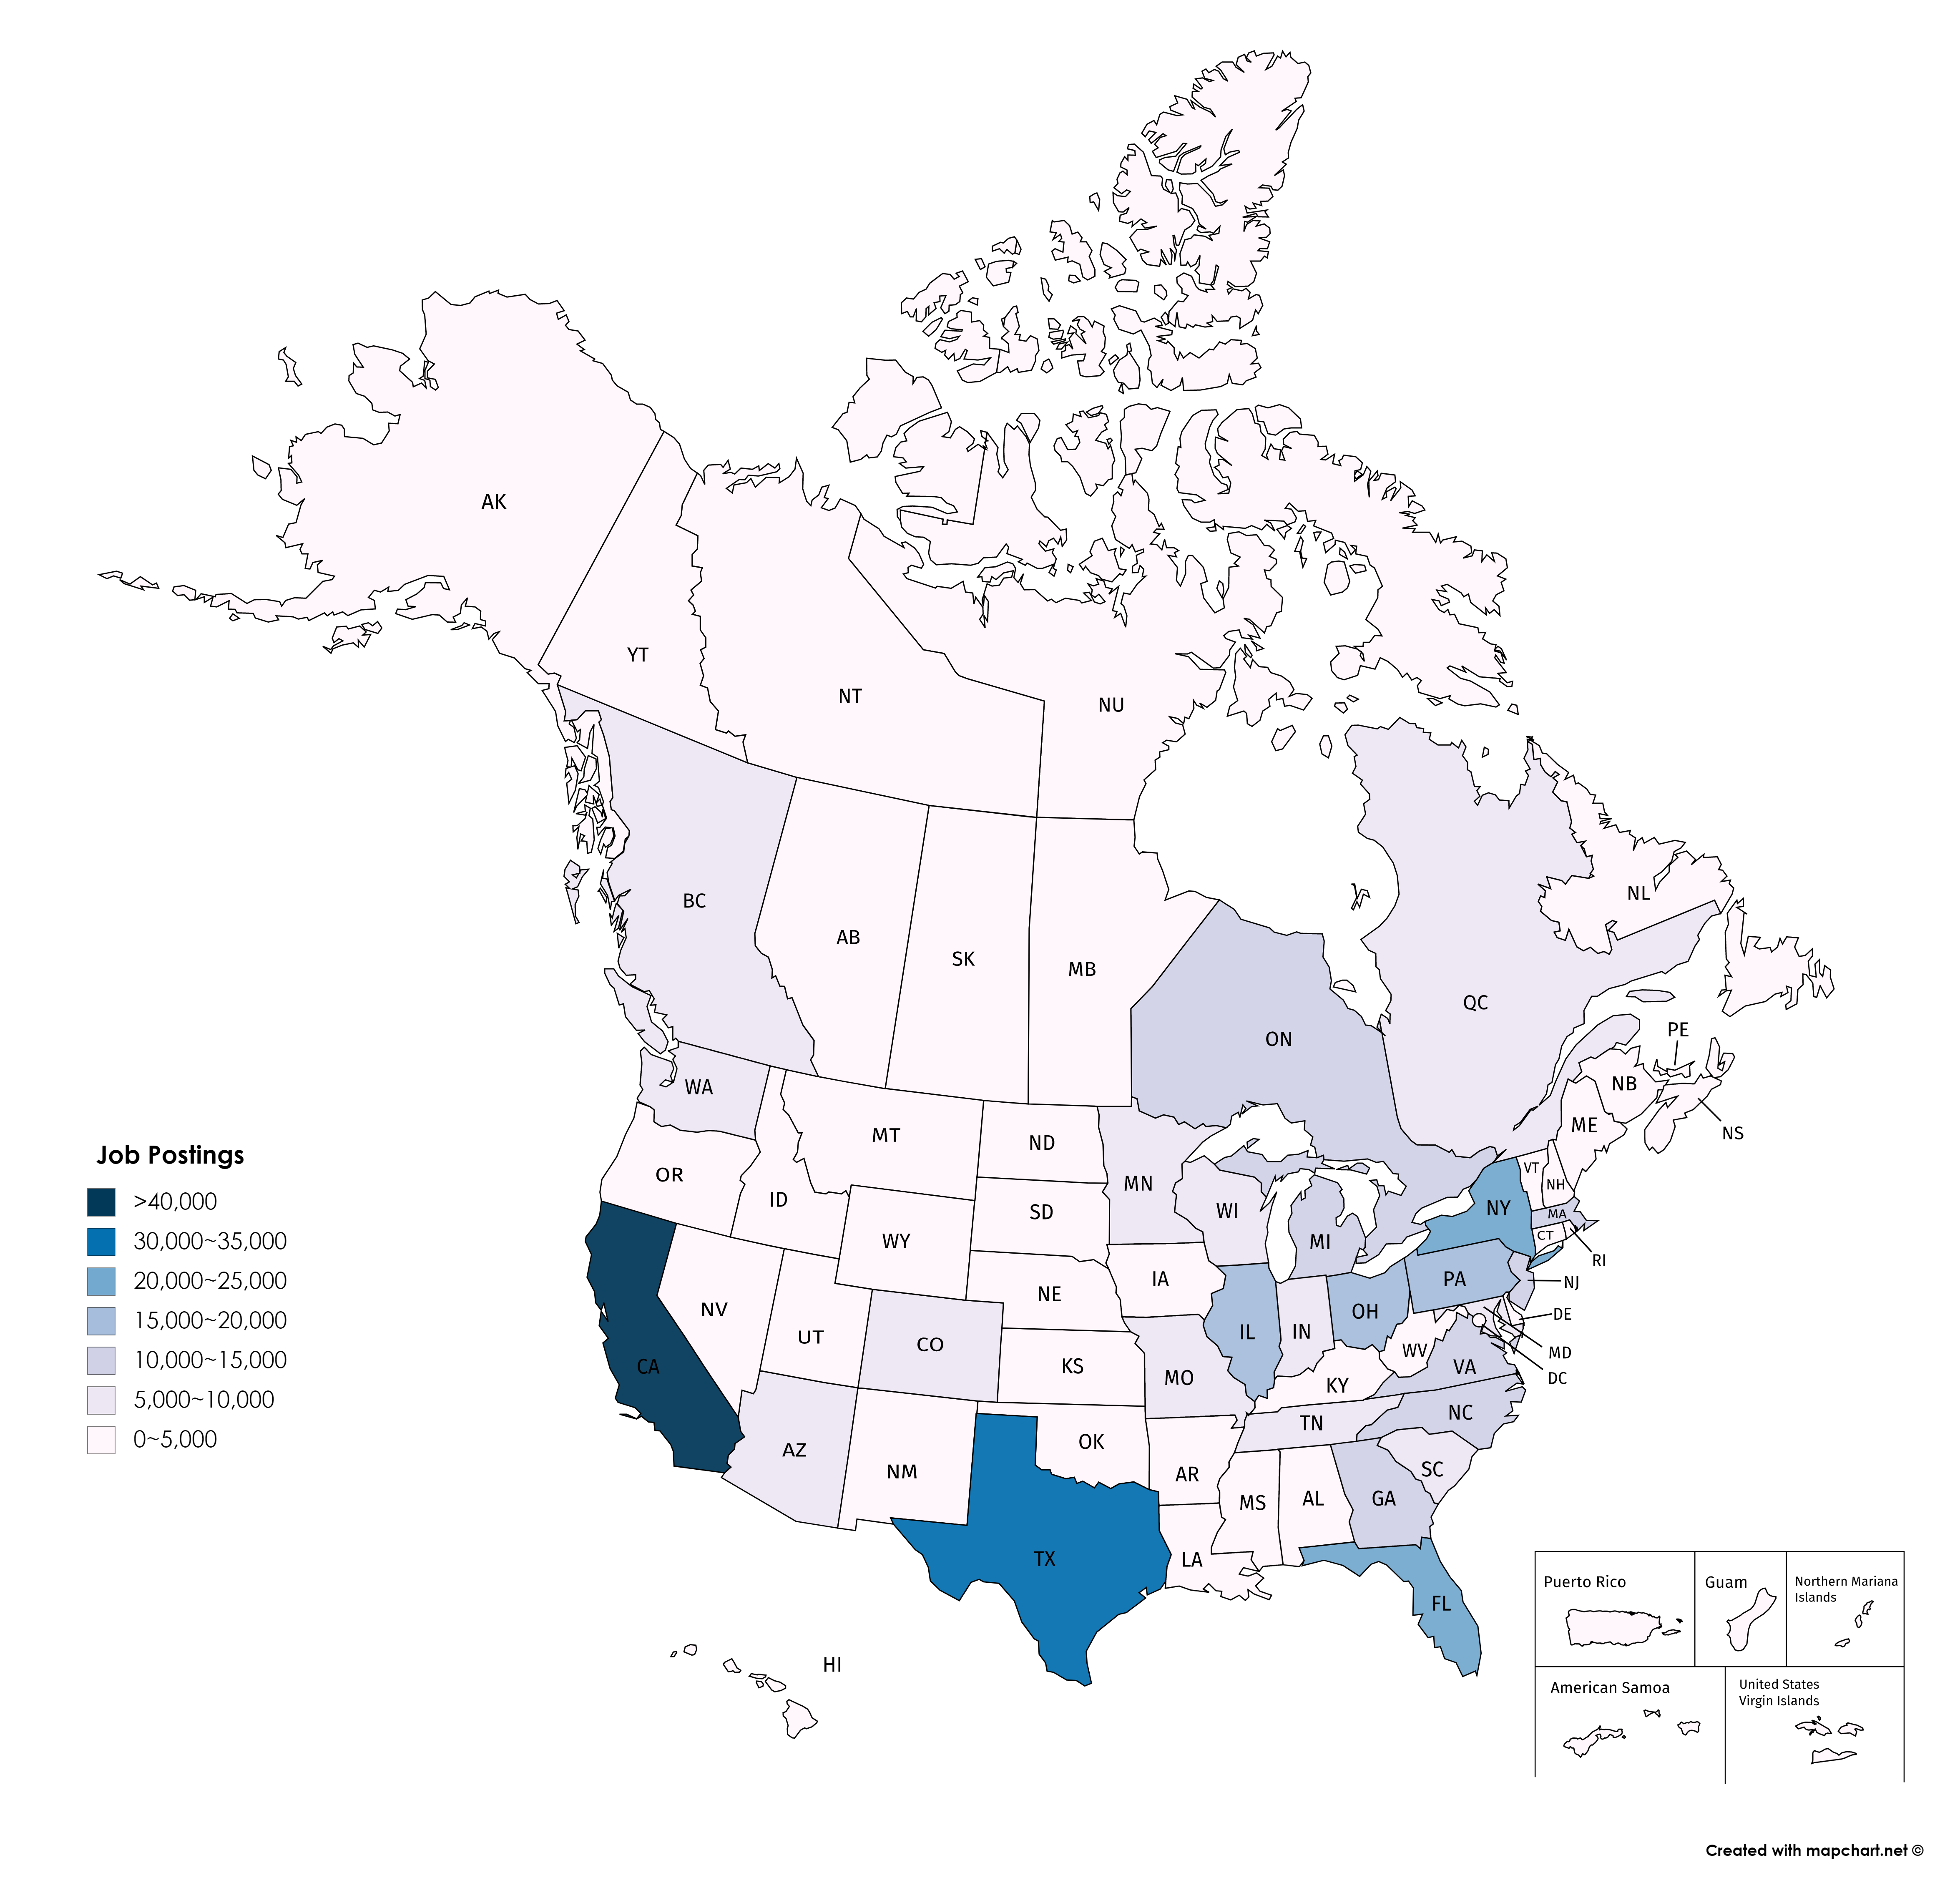 AK
YT
NT
NU
BC
AB
SK
MB
ON
QC
NL
PE
NB
NS
ME
WA
MT
ND
MN
OR
ID
SD
WI
MI
WY
VT
NH
NY
MA
CT
RI
IA
NE
PA
NJ
NV
UT
CO
KS
IL
IN
OH
DE
MD
DC
WV
VA
CA
MO
KY
NC
TN
AZ
NM
OK
AR
SC
MS
AL
GA
TX
LA
FL
HI
Job Postings
>40,000
30,000~35,000
20,000~25,000
15,000~20,000
10,000~15,000
5,000~10,000
0~5,000
Puerto Rico
Guam
Northern Mariana
Islands
American Samoa
United States
Virgin Islands
Created with mapchart.net ©